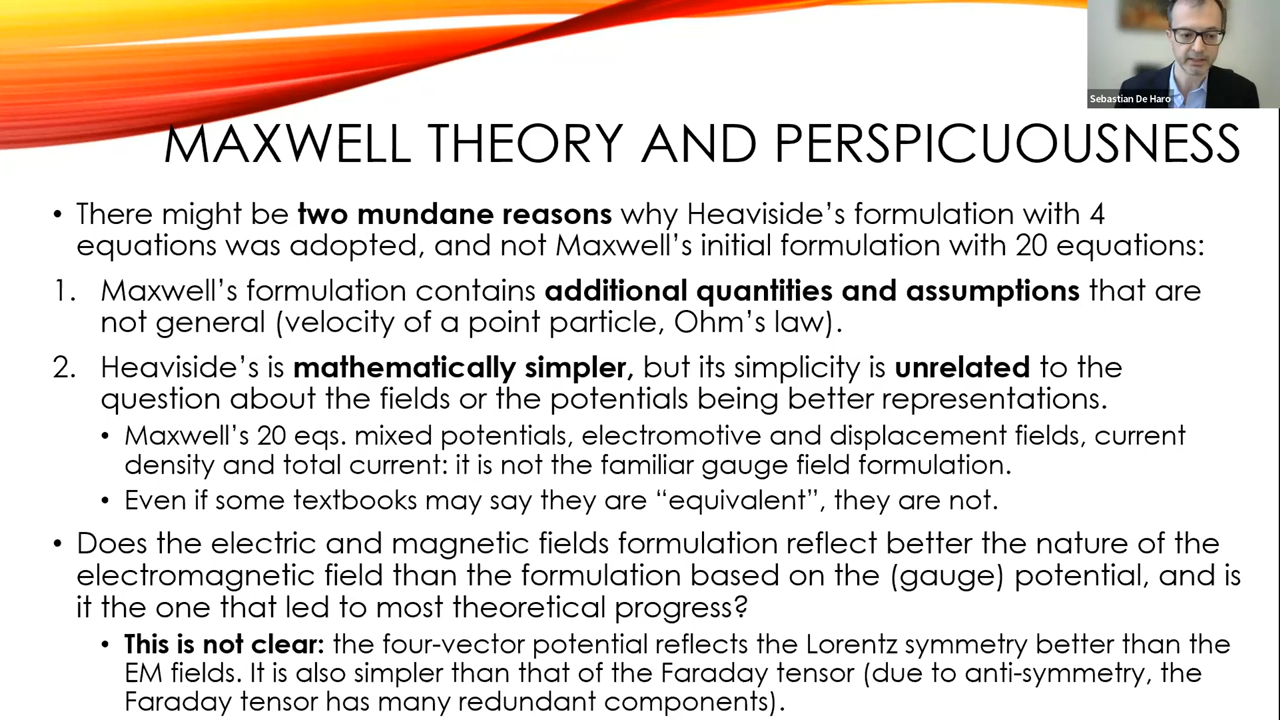 Sebastian De Haro
MAXWELL THEORY AND PERSPICUOUSNESS
• There might be two mundane reasons why Heaviside's formulation with 4
equations was adopted, and not Maxwell's initial formulation with 20 equations:
1. Maxwell's formulation contains additional quantities and assumptions that are
not general (velocity of a point particle, Ohm's law).
2. Heaviside's is mathematically simpler, but its simplicity is unrelated to the
question about the fields or the potentials being better representations.
• Maxwell's 20 eqs. mixed potentials, electromotive and displacement fields, current
density and total current: it is not the familiar gauge field formulation.
• Even if some textbooks may say they are “equivalent”, they are not.
• Does the electric and magnetic fields formulation reflect better the nature of the
electromagnetic field than the formulation based on the (gauge) potential, and is
it the one that led to most theoretical progress?
• This is not clear: the four-vector potential reflects the Lorentz symmetry better than the
EM fields. It is also simpler than that of the Faraday tensor (due to anti-symmetry, the
Faraday tensor has many redundant components).